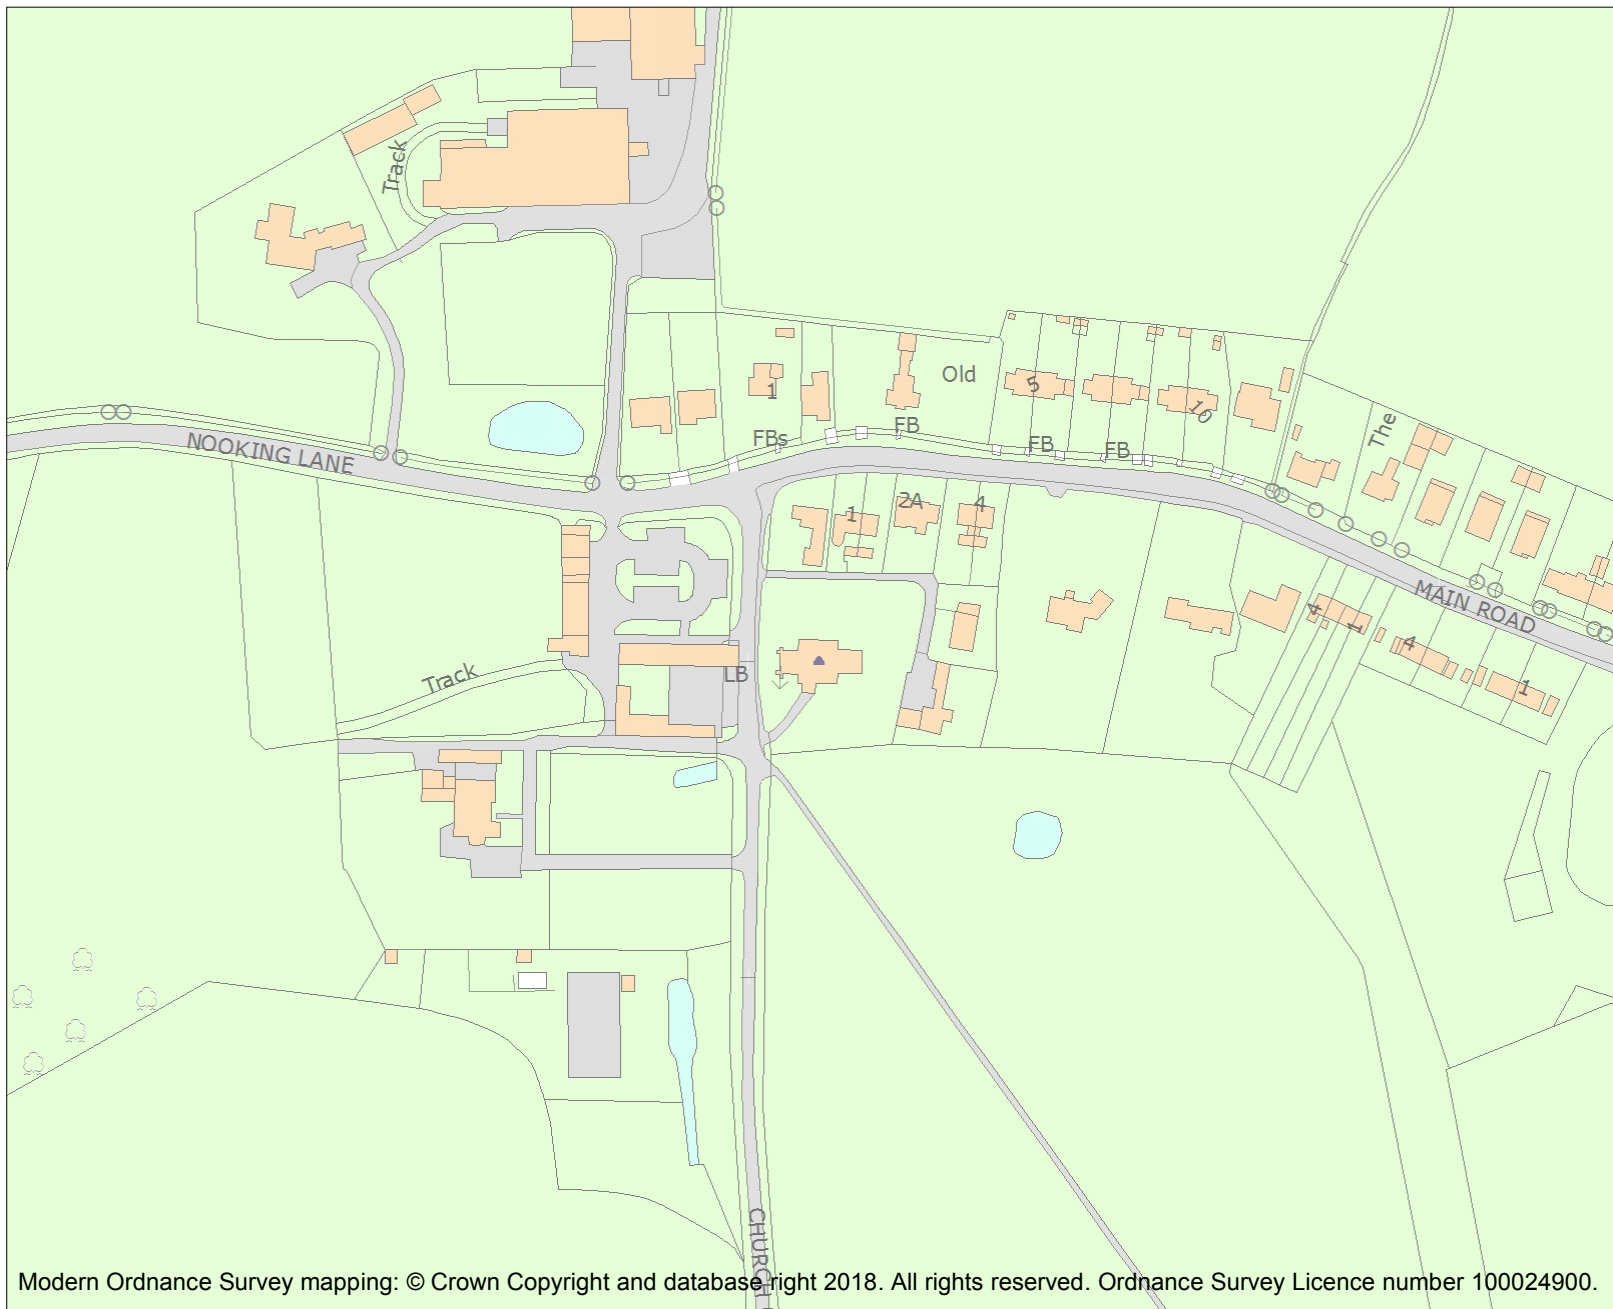 Track
Old
1
5
10
The
FBs
FB
FB
FB
NOOKING LANE
1
2A
4
MAIN ROAD
4
1
4
1
Track
LB
CHURCH
Modern Ordnance Survey mapping: © Crown Copyright and database right 2018. All rights reserved. Ordnance Survey Licence number 100024900.